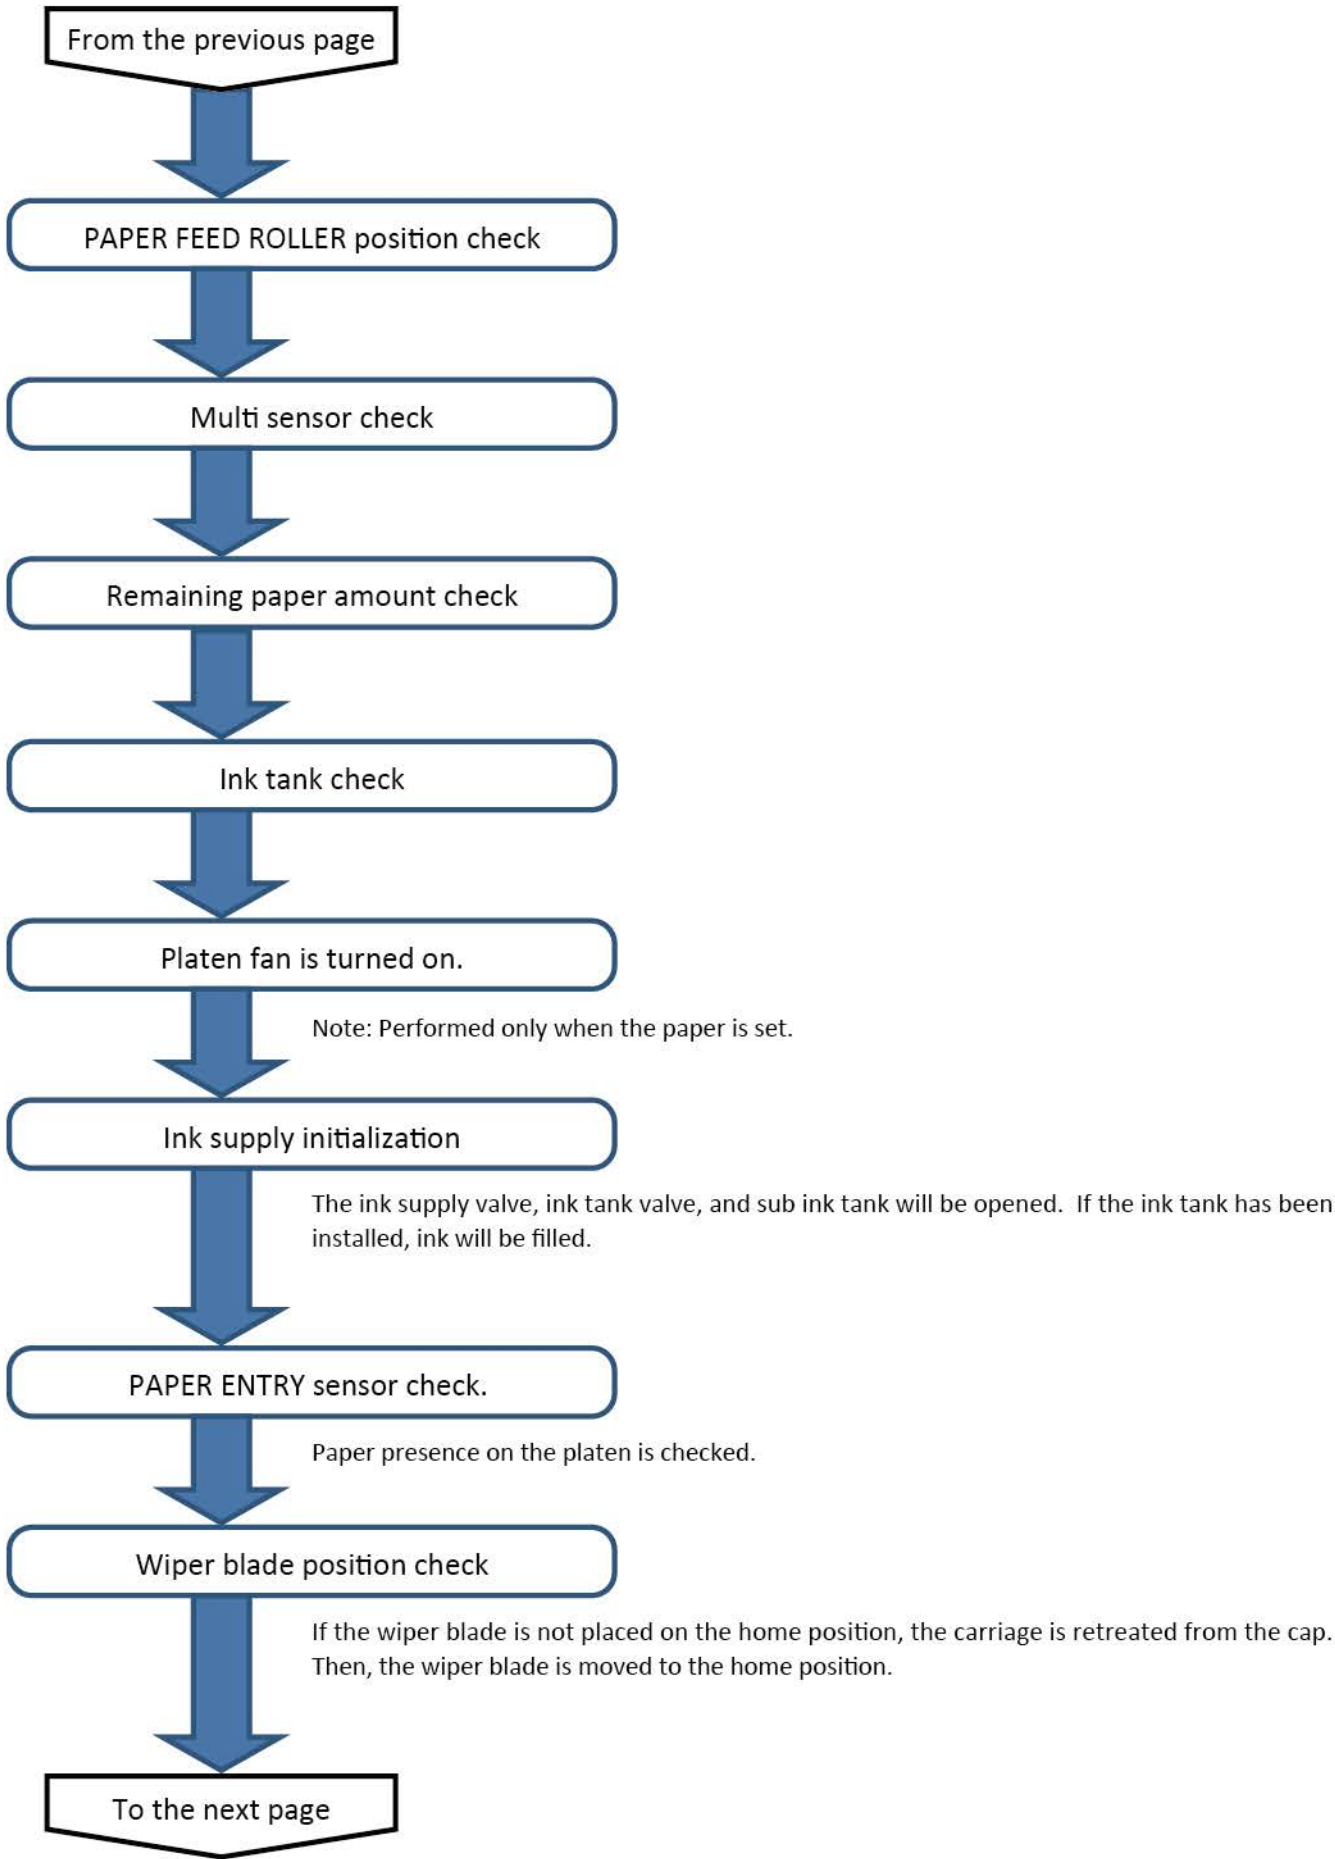 From the previous page
PAPER FEED ROLLER position check
Multi sensor check
Remaining paper amount check
Ink tank check
Platen fan is turned on.
Note: Performed only when the paper is set.
Ink supply initialization
The ink supply valve, ink tank valve, and sub ink tank will be opened.  If the ink tank has been
installed, ink will be filled.
PAPER ENTRY sensor check.
Paper presence on the platen is checked.
Wiper blade position check
If the wiper blade is not placed on the home position, the carriage is retreated from the cap.
Then, the wiper blade is moved to the home position.
To the next page